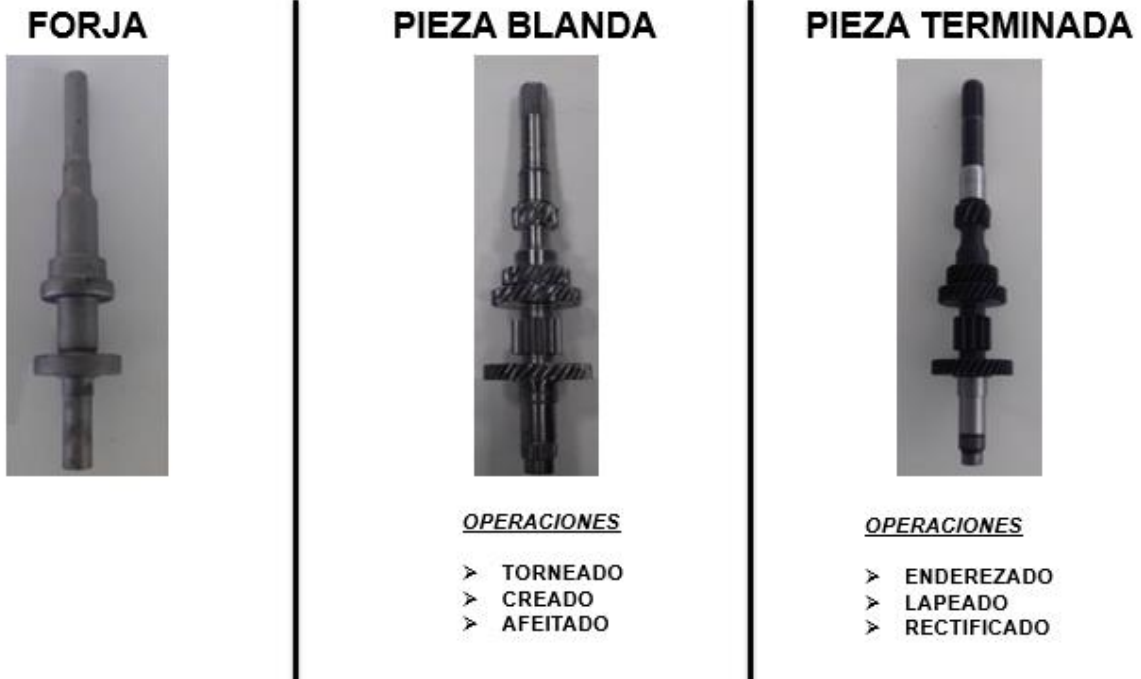 FORJA
PIEZA BLANDA
OPERACIONES
➢ TORNEADO
➢ CREADO
➢ AFEITADO
PIEZA TERMINADA
OPERACIONES
➢ ENDEREZADO
➢ LAPEADO
➢ RECTIFICADO